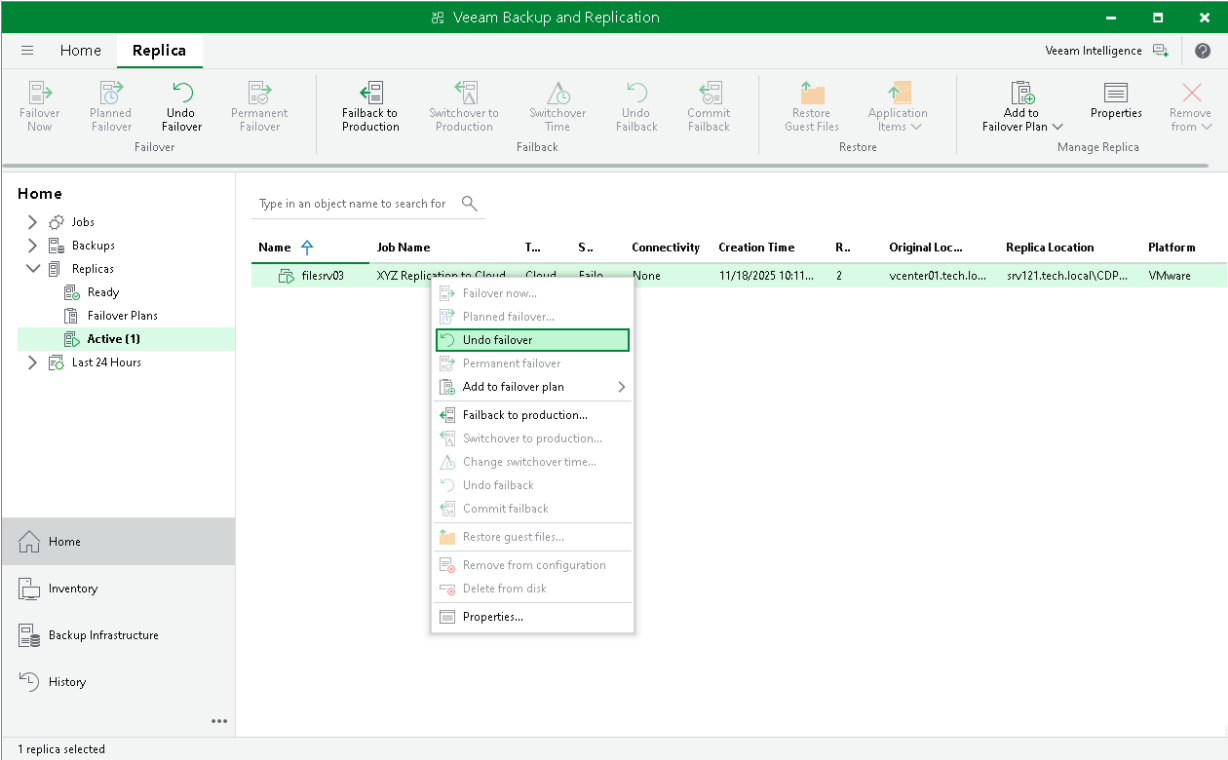 Veeam Backup and Replication
Home Replica Veeam Intelligence
Failover Now
Planned Failover
Undo Failover
Permanent Failover
Failover
Failback to Production
Switchover to Production
Switchover Time
Undo Failback
Commit Failback
Failback
Restore Guest Files
Application Items
Restore
Add to Failover Plan
Properties
Remove from
Manage Replica
Home
Jobs
Backups
Replicas
Ready
Failover Plans
Active (1)
Last 24 Hours
Home
Inventory
Backup Infrastructure
History
Type in an object name to search for
Name Job Name T... S.. Connectivity Creation Time R.. Original Loc... Replica Location Platform
filesrv03 XYZ Replication to Cloud Cloud Failo None 11/18/2025 10:11... 2 vcenter01.tech.lo... srv121.tech.local\CDP... VMware
Failover now...
Planned failover...
Undo failover
Permanent failover
Add to failover plan
Failback to production...
Switchover to production...
Change switchover time...
Undo failback
Commit failback
Restore guest files...
Remove from configuration
Delete from disk
Properties...
1 replica selected